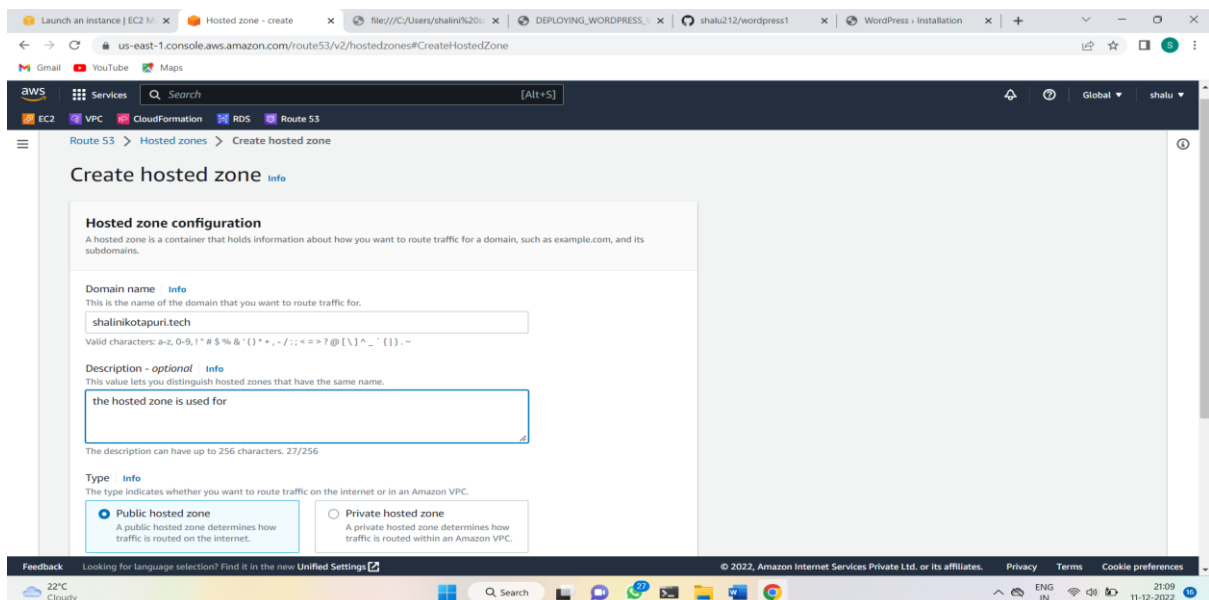 Launch an instance | EC2 M
Hosted zone - create
file:///C:/Users/shalini%20s
DEPLOYING_WORDPRESS_
shalu212/wordpress1
WordPress › Installation
us-east-1.console.aws.amazon.com/route53/v2/hostedzones#CreateHostedZone
S
Gmail YouTube Maps
aws Services Search [Alt+S] Global shalu
EC2 VPC CloudFormation RDS Route 53
Route 53 > Hosted zones > Create hosted zone
Create hosted zone Info
Hosted zone configuration
A hosted zone is a container that holds information about how you want to route traffic for a domain, such as example.com, and its
subdomains.
Domain name Info
This is the name of the domain that you want to route traffic for.
shalinikotapuri.tech
Valid characters: a-z, 0-9, ! " # $ % & ' ( ) * + , - / : ; < = > ? @ [ \ ] ^ _ ` { | } . ~
Description - optional Info
This value lets you distinguish hosted zones that have the same name.
the hosted zone is used for
The description can have up to 256 characters. 27/256
Type Info
The type indicates whether you want to route traffic on the internet or in an Amazon VPC.
Public hosted zone
A public hosted zone determines how
traffic is routed on the internet.
Private hosted zone
A private hosted zone determines how
traffic is routed within an Amazon VPC.
Feedback Looking for language selection? Find it in the new Unified Settings © 2022, Amazon Internet Services Private Ltd. or its affiliates. Privacy Terms Cookie preferences
22°C
Cloudy
Search
27
ENG
IN
21:09
11-12-2022
16